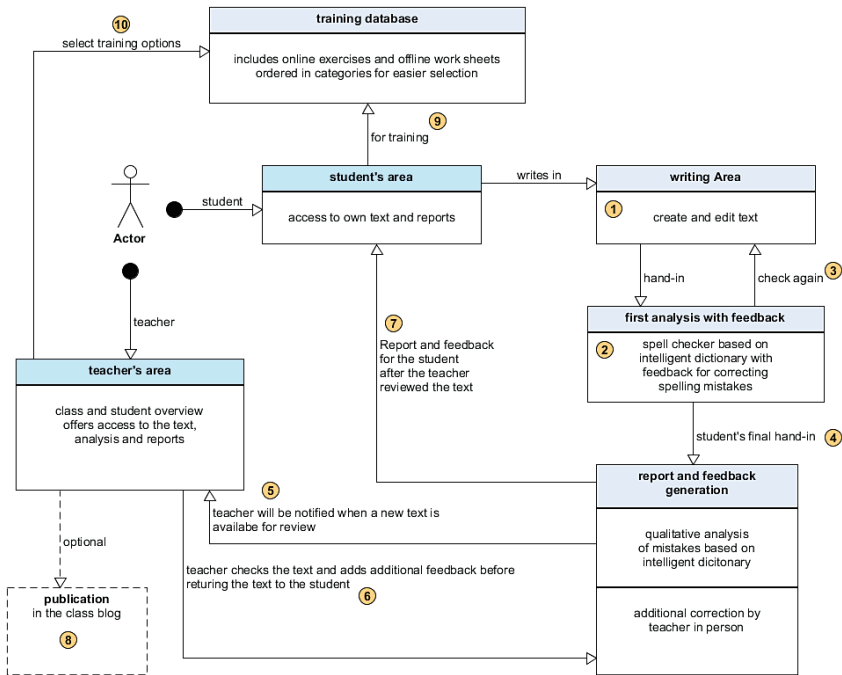 10
training database
select training options
includes online exercises and offline work sheets
ordered in categories for easier selection
9
for training
student's area
writes in
writing Area
student
access to own text and reports
1
create and edit text
Actor
hand-in
check again
3
teacher
7
first analysis with feedback
Report and feedback
for the student
after the teacher
reviewed the text
2
spell checker based on
intelligent dictionary with
feedback for correcting
spelling mistakes
teacher's area
class and student overview
offers access to the text,
analysis and reports
student's final hand-in
4
report and feedback
generation
5
teacher will be notified when a new text is
availabe for review
qualitative analysis
of mistakes based on
intelligent dicitonary
optional
teacher checks the text and adds additional feedback before
returing the text to the student
6
publication
in the class blog
8
additional correction by
teacher in person